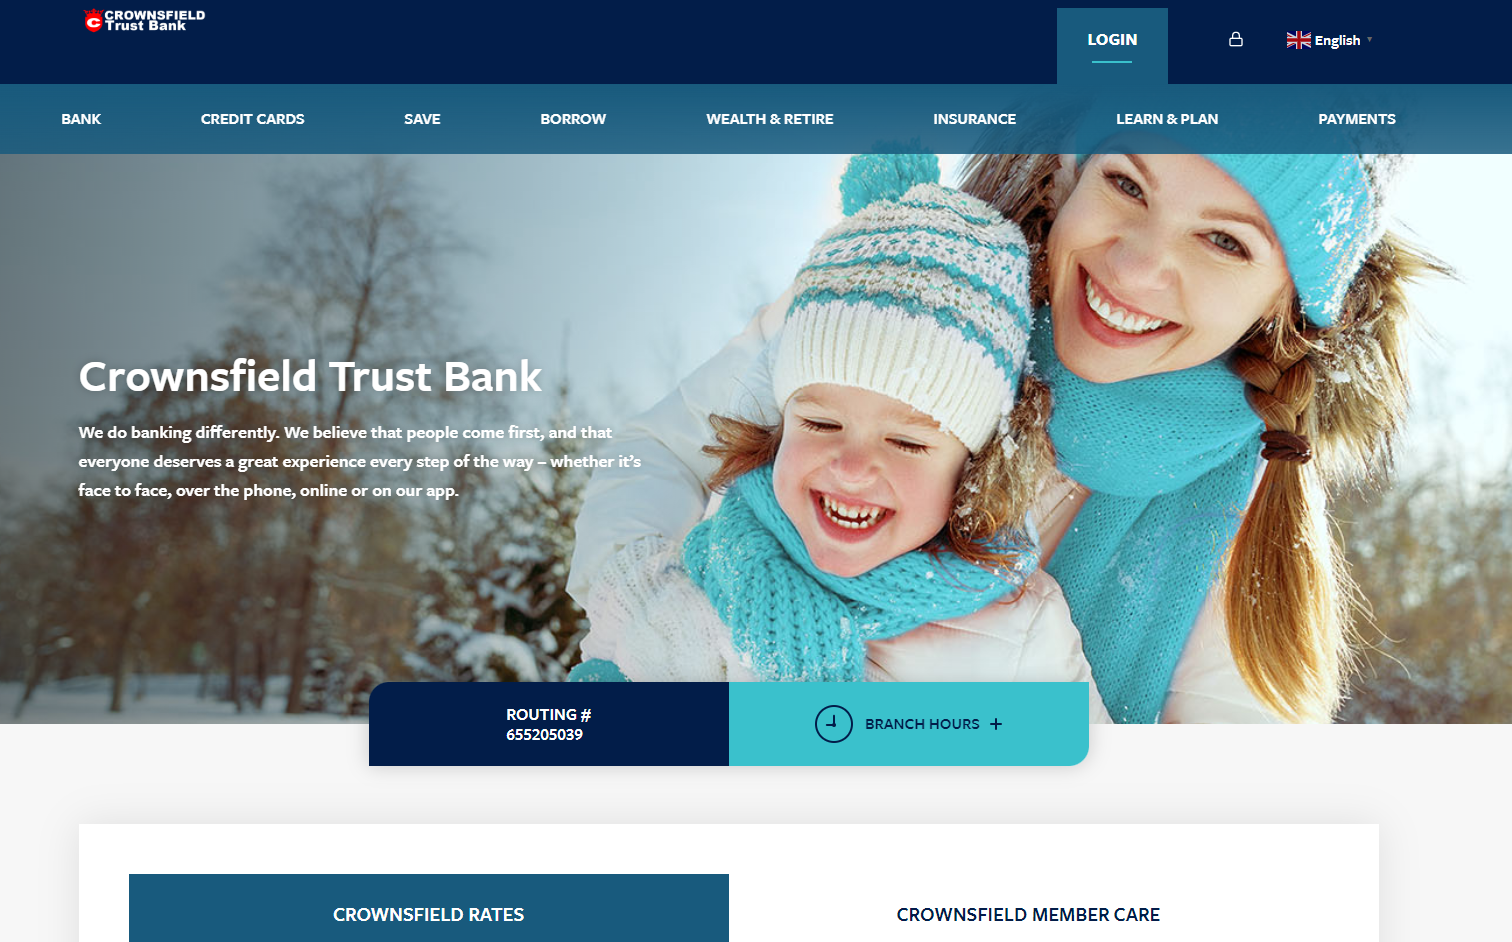 CROWNSFIELD
Trust Bank
LOGIN
English
BANK
CREDIT CARDS
SAVE
BORROW
WEALTH & RETIRE
INSURANCE
LEARN & PLAN
PAYMENTS
Crownsfield Trust Bank
We do banking differently. We believe that people come first, and that
everyone deserves a great experience every step of the way – whether it's
face to face, over the phone, online or on our app.
ROUTING #
655205039
BRANCH HOURS +
CROWNSFIELD RATES
CROWNSFIELD MEMBER CARE